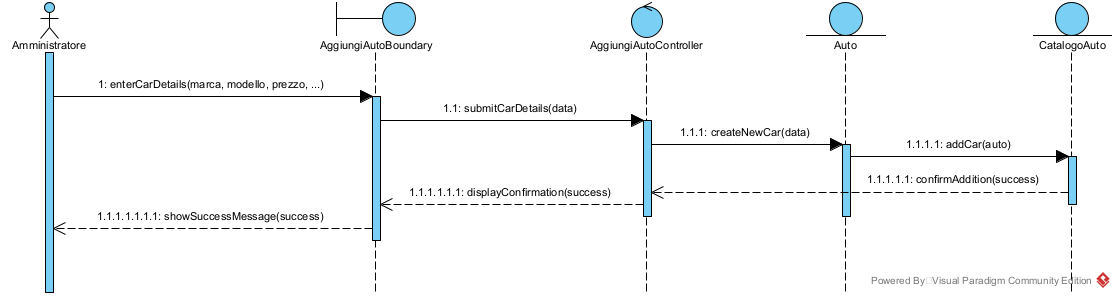 Amministratore
AggiungiAutoBoundary
AggiungiAutoController
Auto
CatalogoAuto
1: enterCarDetails(marca, modello, prezzo, ...)
1.1: submitCarDetails(data)
1.1.1: createNewCar(data)
1.1.1.1: addCar(auto)
1.1.1.1.1: confirmAddition(success)
1.1.1.1.1.1: displayConfirmation(success)
1.1.1.1.1.1.1: showSuccessMessage(success)
Powered By Visual Paradigm Community Edition